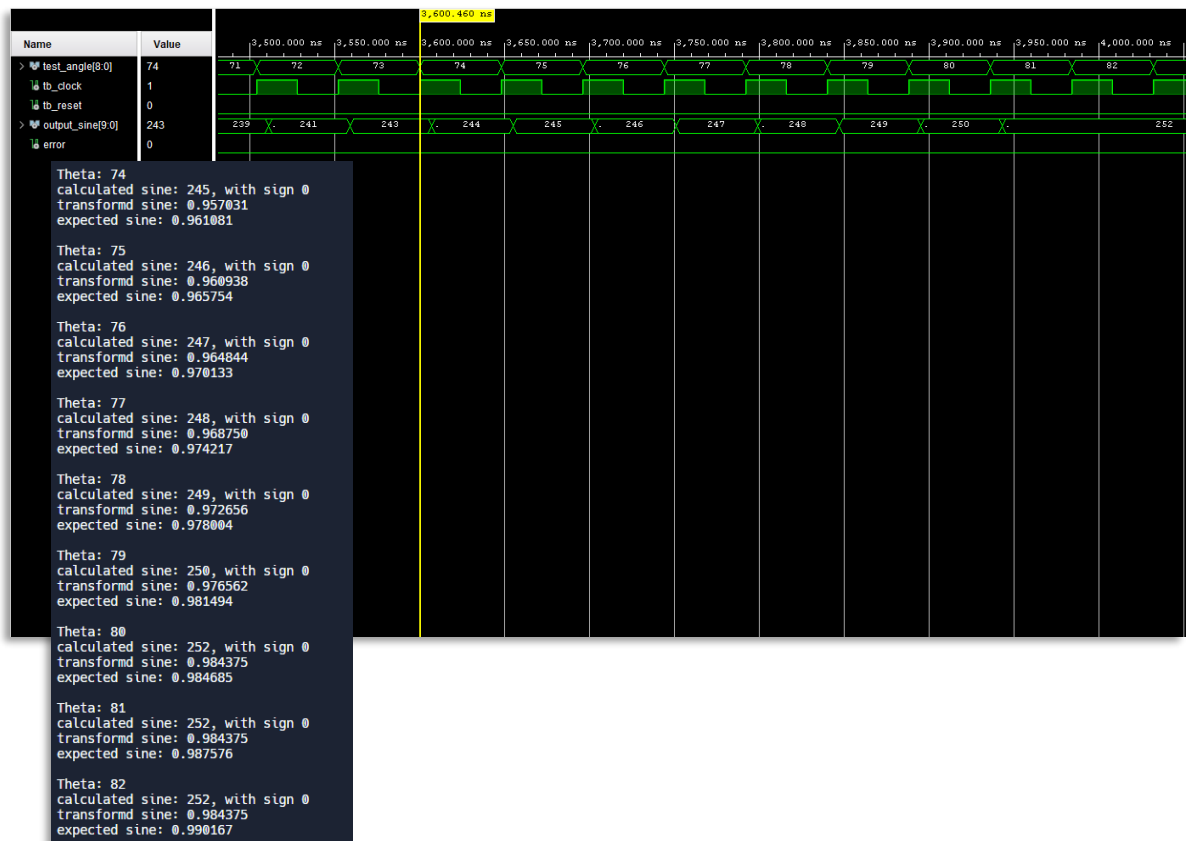 3,600.460 ns
Name Value
3,500.000 ns 3,550.000 ns 3,600.000 ns 3,650.000 ns 3,700.000 ns 3,750.000 ns 3,800.000 ns 3,850.000 ns 3,900.000 ns 3,950.000 ns 4,000.000 ns
test_angle[8:0] 74 71 72 73 74 75 76 77 78 79 80 81 82
tb_clock 1
tb_reset 0
output_sine[9:0] 243 239 . 241 243 . 244 245 . 246 247 . 248 249 . 250 . 252
error 0
Theta: 74
calculated sine: 245, with sign 0
transformd sine: 0.957031
expected sine: 0.961081
Theta: 75
calculated sine: 246, with sign 0
transformd sine: 0.960938
expected sine: 0.965754
Theta: 76
calculated sine: 247, with sign 0
transformd sine: 0.964844
expected sine: 0.970133
Theta: 77
calculated sine: 248, with sign 0
transformd sine: 0.968750
expected sine: 0.974217
Theta: 78
calculated sine: 249, with sign 0
transformd sine: 0.972656
expected sine: 0.978004
Theta: 79
calculated sine: 250, with sign 0
transformd sine: 0.976562
expected sine: 0.981494
Theta: 80
calculated sine: 252, with sign 0
transformd sine: 0.984375
expected sine: 0.984685
Theta: 81
calculated sine: 252, with sign 0
transformd sine: 0.984375
expected sine: 0.987576
Theta: 82
calculated sine: 252, with sign 0
transformd sine: 0.984375
expected sine: 0.990167